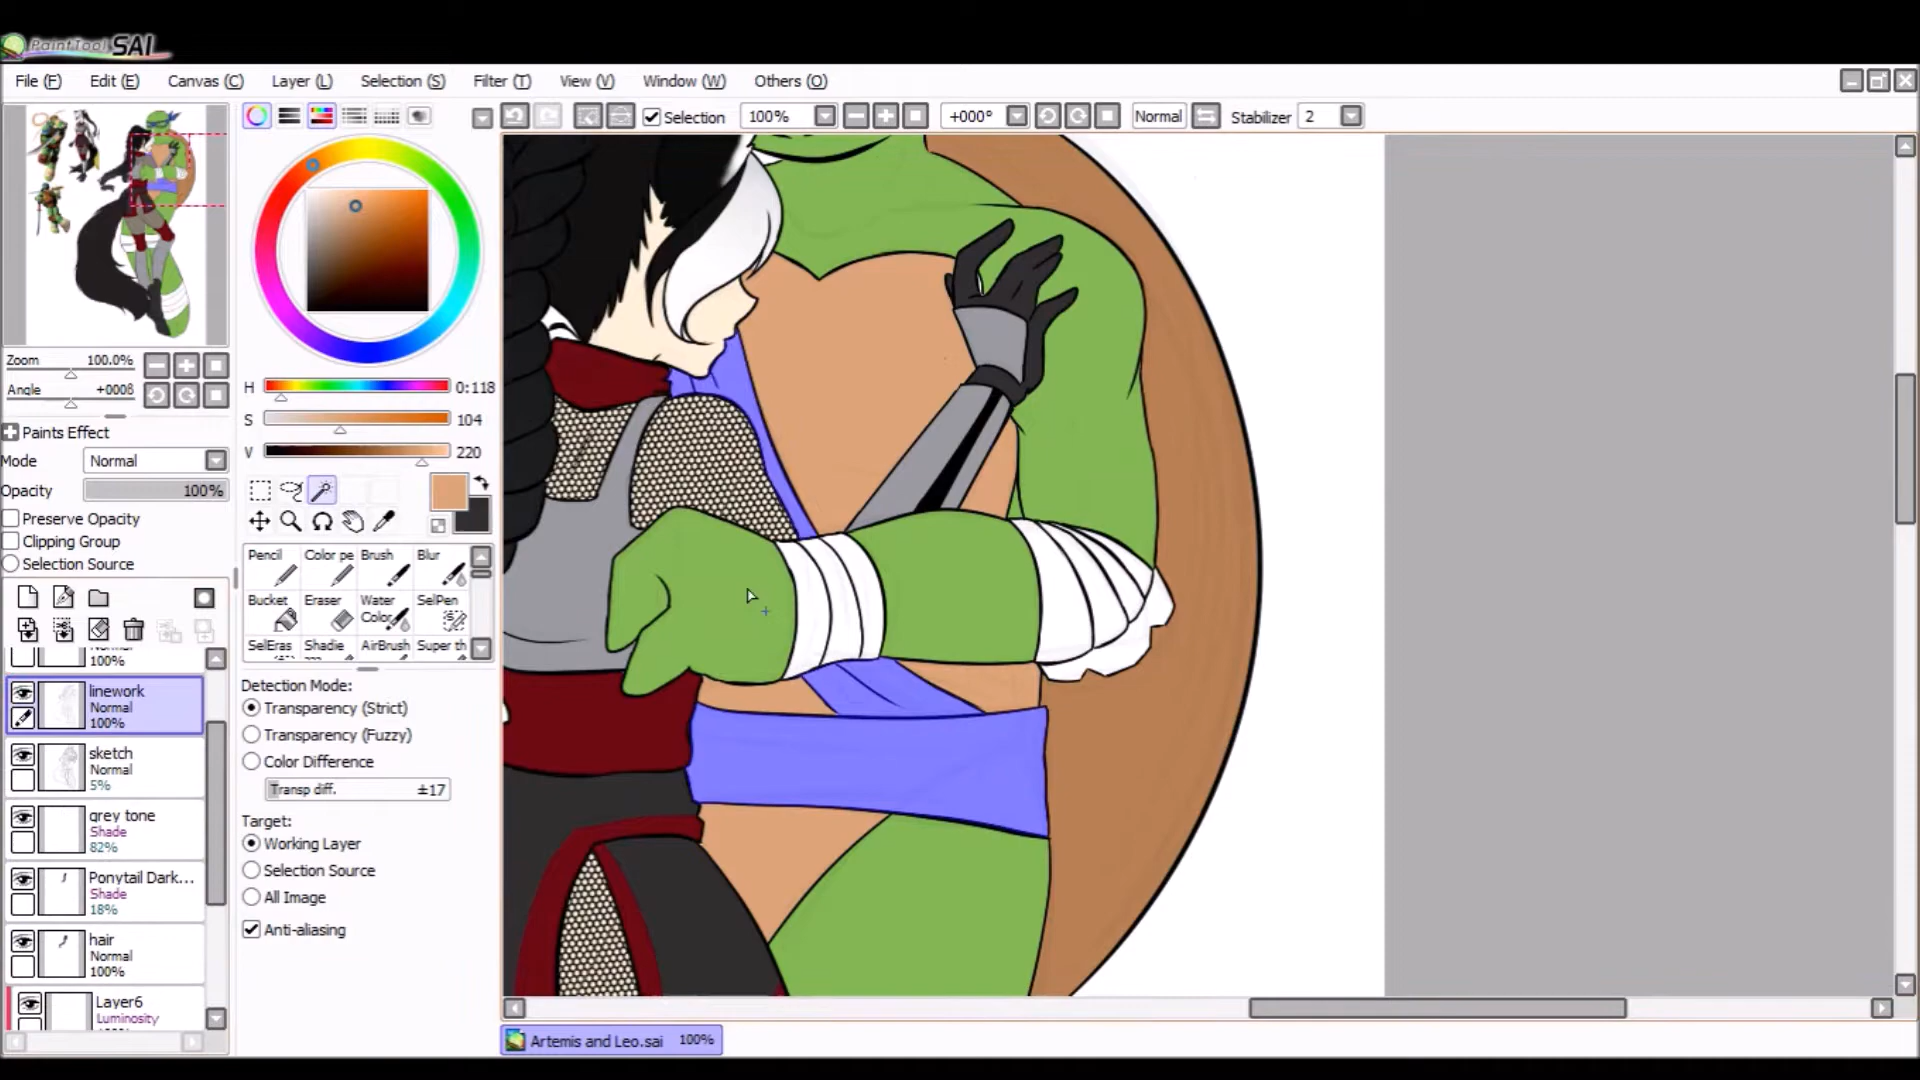 PaintTool SAI
File (F) Edit (E) Canvas (C) Layer (L) Selection (S) Filter (T) View (V) Window (W) Others (O)
Selection 100% +000° Normal Stabilizer 2
Zoom 100.0%
Angle +000
Paints Effect
Mode Normal
Opacity 100%
Preserve Opacity
Clipping Group
Selection Source
100%
linework
Normal
100%
sketch
Normal
5%
grey tone
Shade
82%
Ponytail Dark...
Shade
18%
hair
Normal
100%
Layer6
Luminosity
H 0:118
S 104
V 220
Pencil Color pe Brush Blur
Bucket Eraser Water Color SelPen
SelEras Shadie AirBrush Super th
Detection Mode:
Transparency (Strict)
Transparency (Fuzzy)
Color Difference
Transp diff. ±17
Target:
Working Layer
Selection Source
All Image
Anti-aliasing
Artemis and Leo.sai 100%